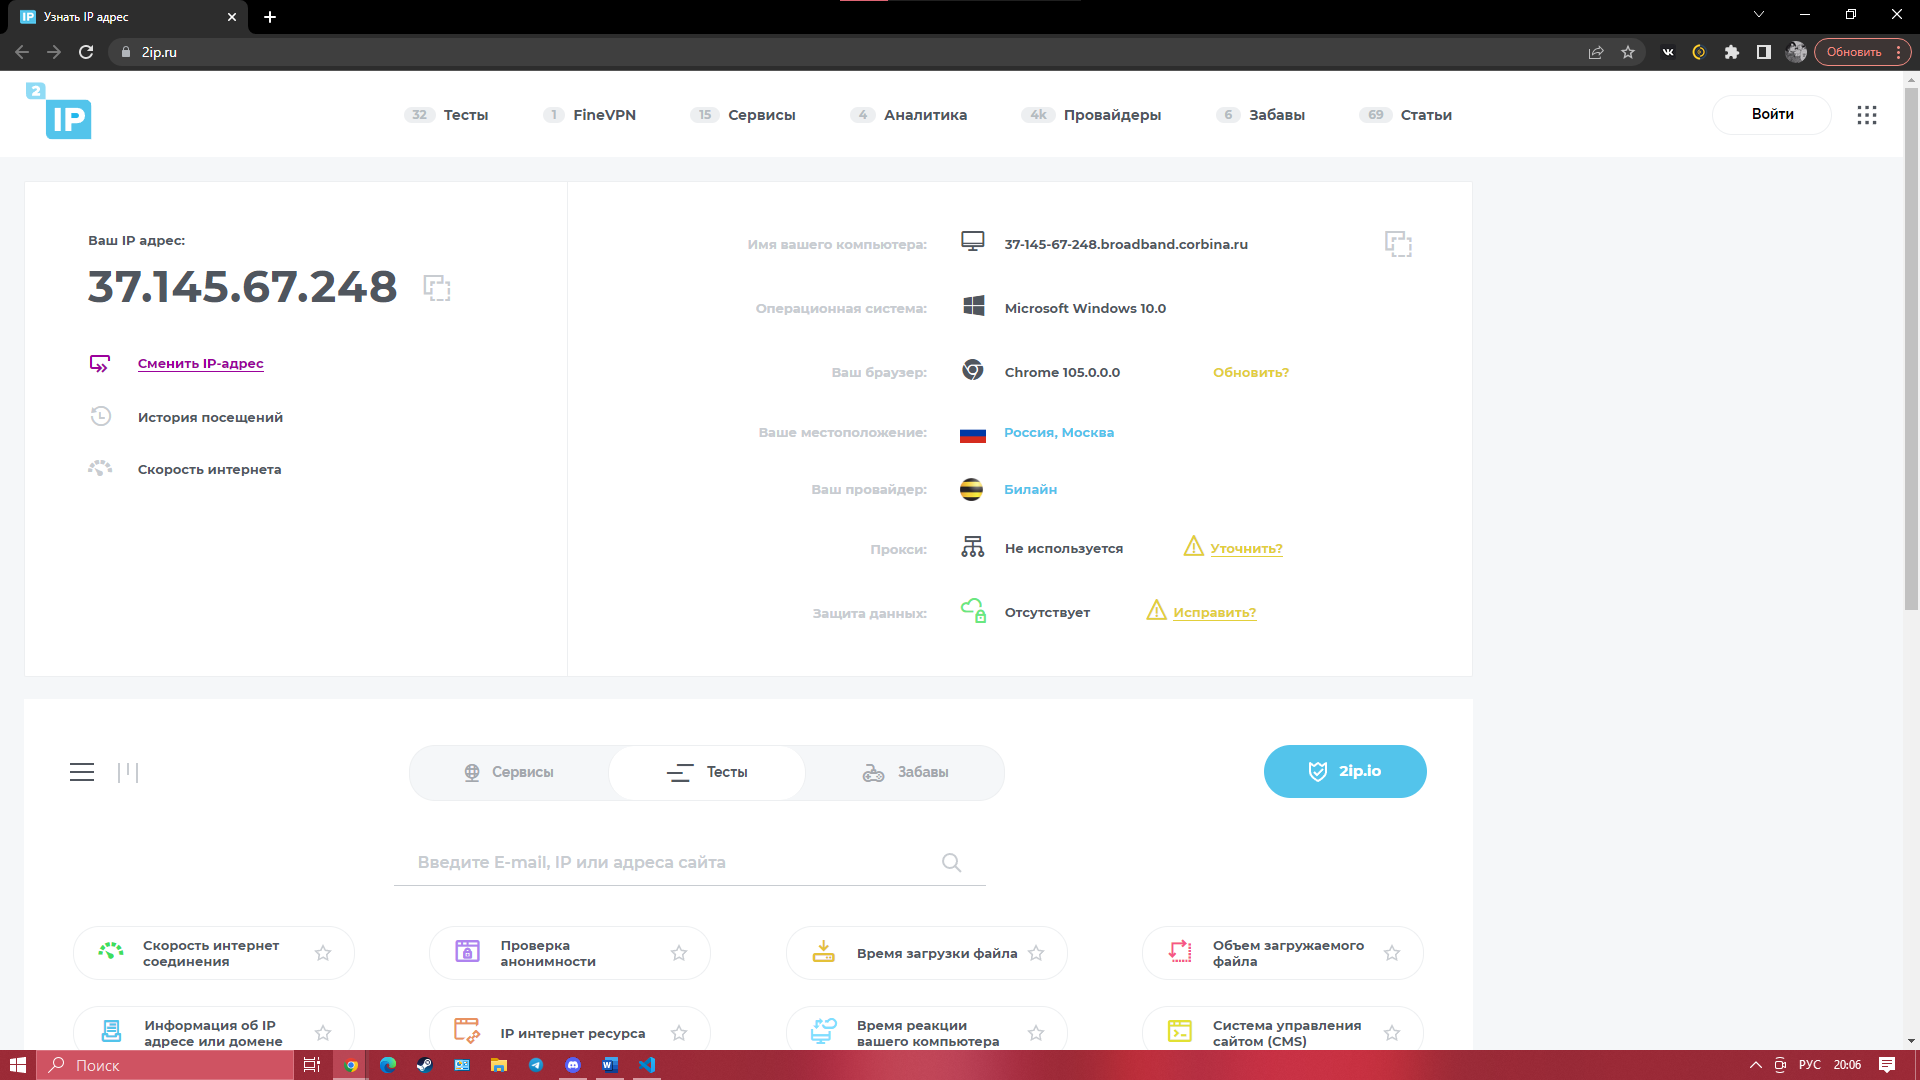 IP Узнать IP адрес
2ip.ru
Обновить
2
IP
32 Тесты
1 FineVPN
15 Сервисы
4 Аналитика
4k Провайдеры
6 Забавы
69 Статьи
Войти
Ваш IP адрес:
37.145.67.248
Сменить IP-адрес
История посещений
Скорость интернета
Имя вашего компьютера: 37-145-67-248.broadband.corbina.ru
Операционная система: Microsoft Windows 10.0
Ваш браузер: Chrome 105.0.0.0 Обновить?
Ваше местоположение: Россия, Москва
Ваш провайдер: Билайн
Прокси: Не используется Уточнить?
Защита данных: Отсутствует Исправить?
Сервисы
Тесты
Забавы
2ip.io
Введите E-mail, IP или адреса сайта
Скорость интернет
соединения
Проверка
анонимности
Время загрузки файла
Объем загружаемого
файла
Информация об IP
адресе или домене
IP интернет ресурса
Время реакции
вашего компьютера
Система управления
сайтом (CMS)
Поиск
РУС 20:06